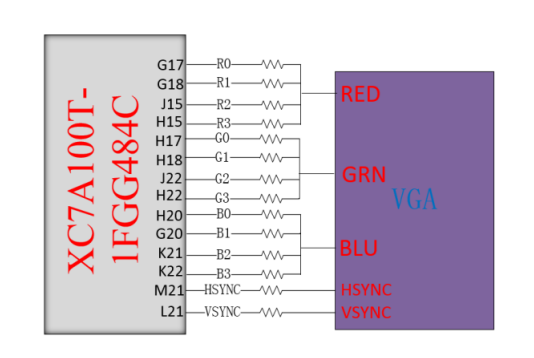 XC7A100T-
1FGG484C
G17 R0
G18 R1
J15 R2
H15 R3
H17 G0
H18 G1
J22 G2
H22 G3
H20 B0
G20 B1
K21 B2
K22 B3
M21 HSYNC
L21 VSYNC
RED
GRN
VGA
BLU
HSYNC
VSYNC